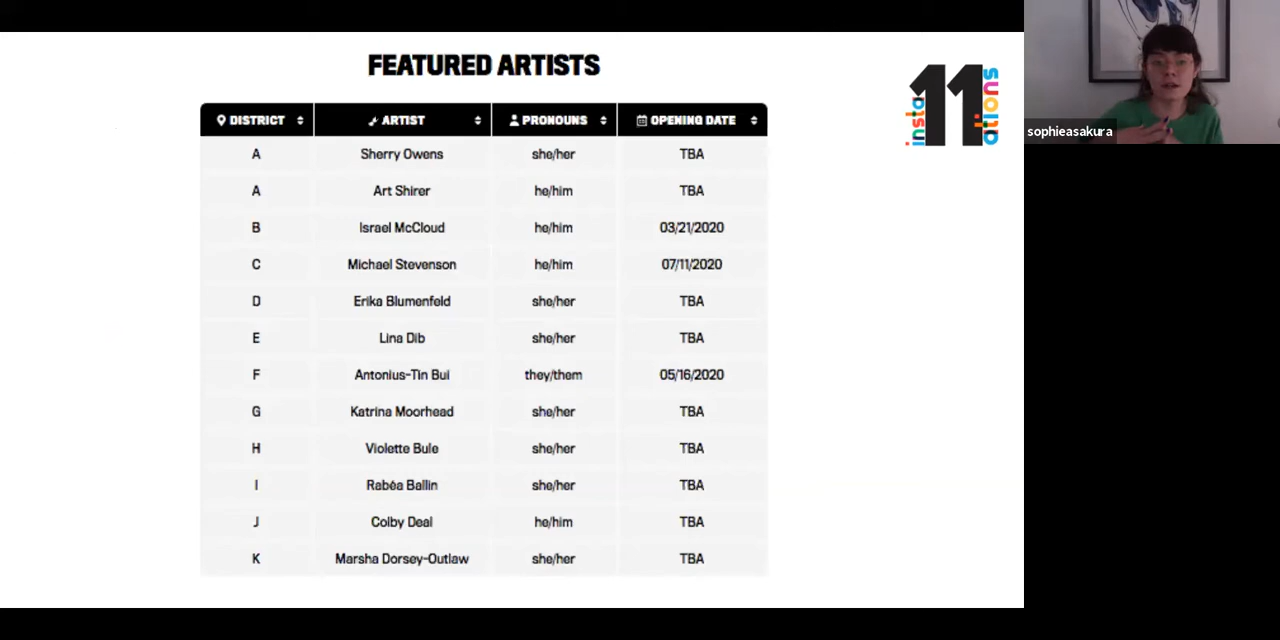 FEATURED ARTISTS
insta11ations
sophieasakura
DISTRICT ARTIST PRONOUNS OPENING DATE
A Sherry Owens she/her TBA
A Art Shirer he/him TBA
B Israel McCloud he/him 03/21/2020
C Michael Stevenson he/him 07/11/2020
D Erika Blumenfeld she/her TBA
E Lina Dib she/her TBA
F Antonius-Tin Bui they/them 05/16/2020
G Katrina Moorhead she/her TBA
H Violette Bule she/her TBA
I Rabéa Ballin she/her TBA
J Colby Deal he/him TBA
K Marsha Dorsey-Outlaw she/her TBA